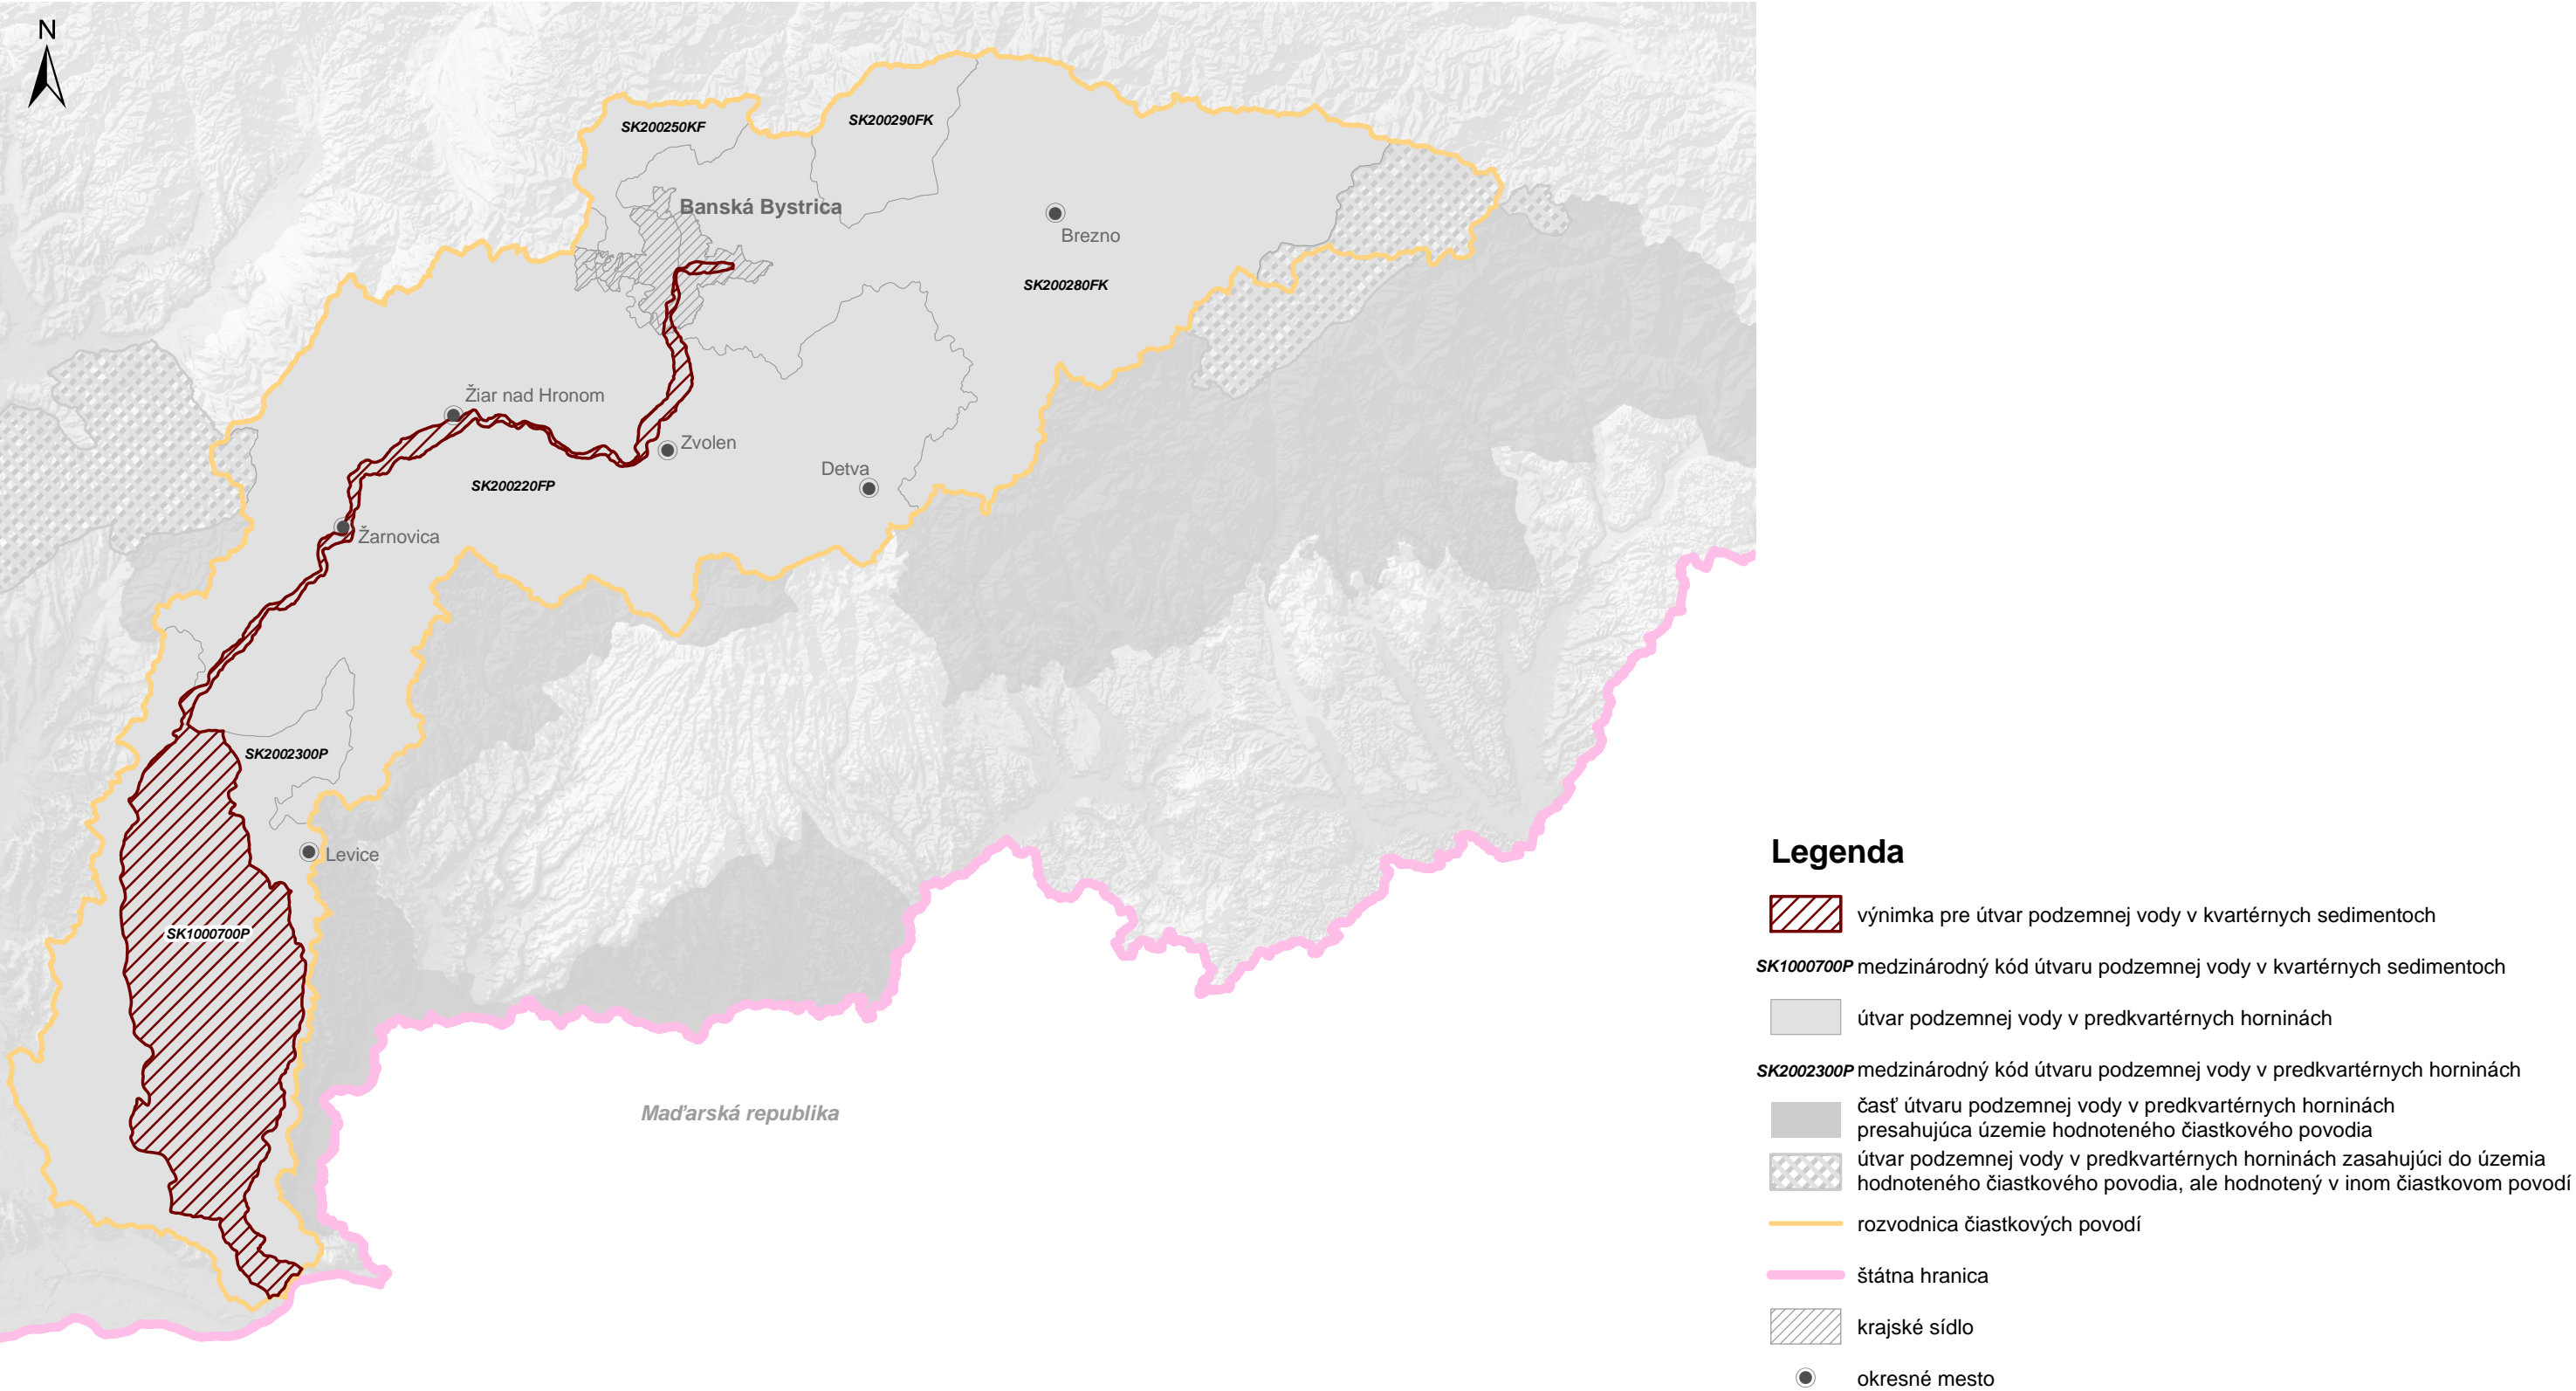 N
SK200250KF
SK200290FK
Banská Bystrica
Brezno
SK200280FK
Žiar nad Hronom
Zvolen
Detva
SK200220FP
Žarnovica
SK2002300P
Levice
SK1000700P
Maďarská republika
Legenda
výnimka pre útvar podzemnej vody v kvartérnych sedimentoch
SK1000700P medzinárodný kód útvaru podzemnej vody v kvartérnych sedimentoch
útvar podzemnej vody v predkvartérnych horninách
SK2002300P medzinárodný kód útvaru podzemnej vody v predkvartérnych horninách
časť útvaru podzemnej vody v predkvartérnych horninách
presahujúca územie hodnoteného čiastkového povodia
útvar podzemnej vody v predkvartérnych horninách zasahujúci do územia
hodnoteného čiastkového povodia, ale hodnotený v inom čiastkovom povodí
rozvodnica čiastkových povodí
štátna hranica
krajské sídlo
okresné mesto